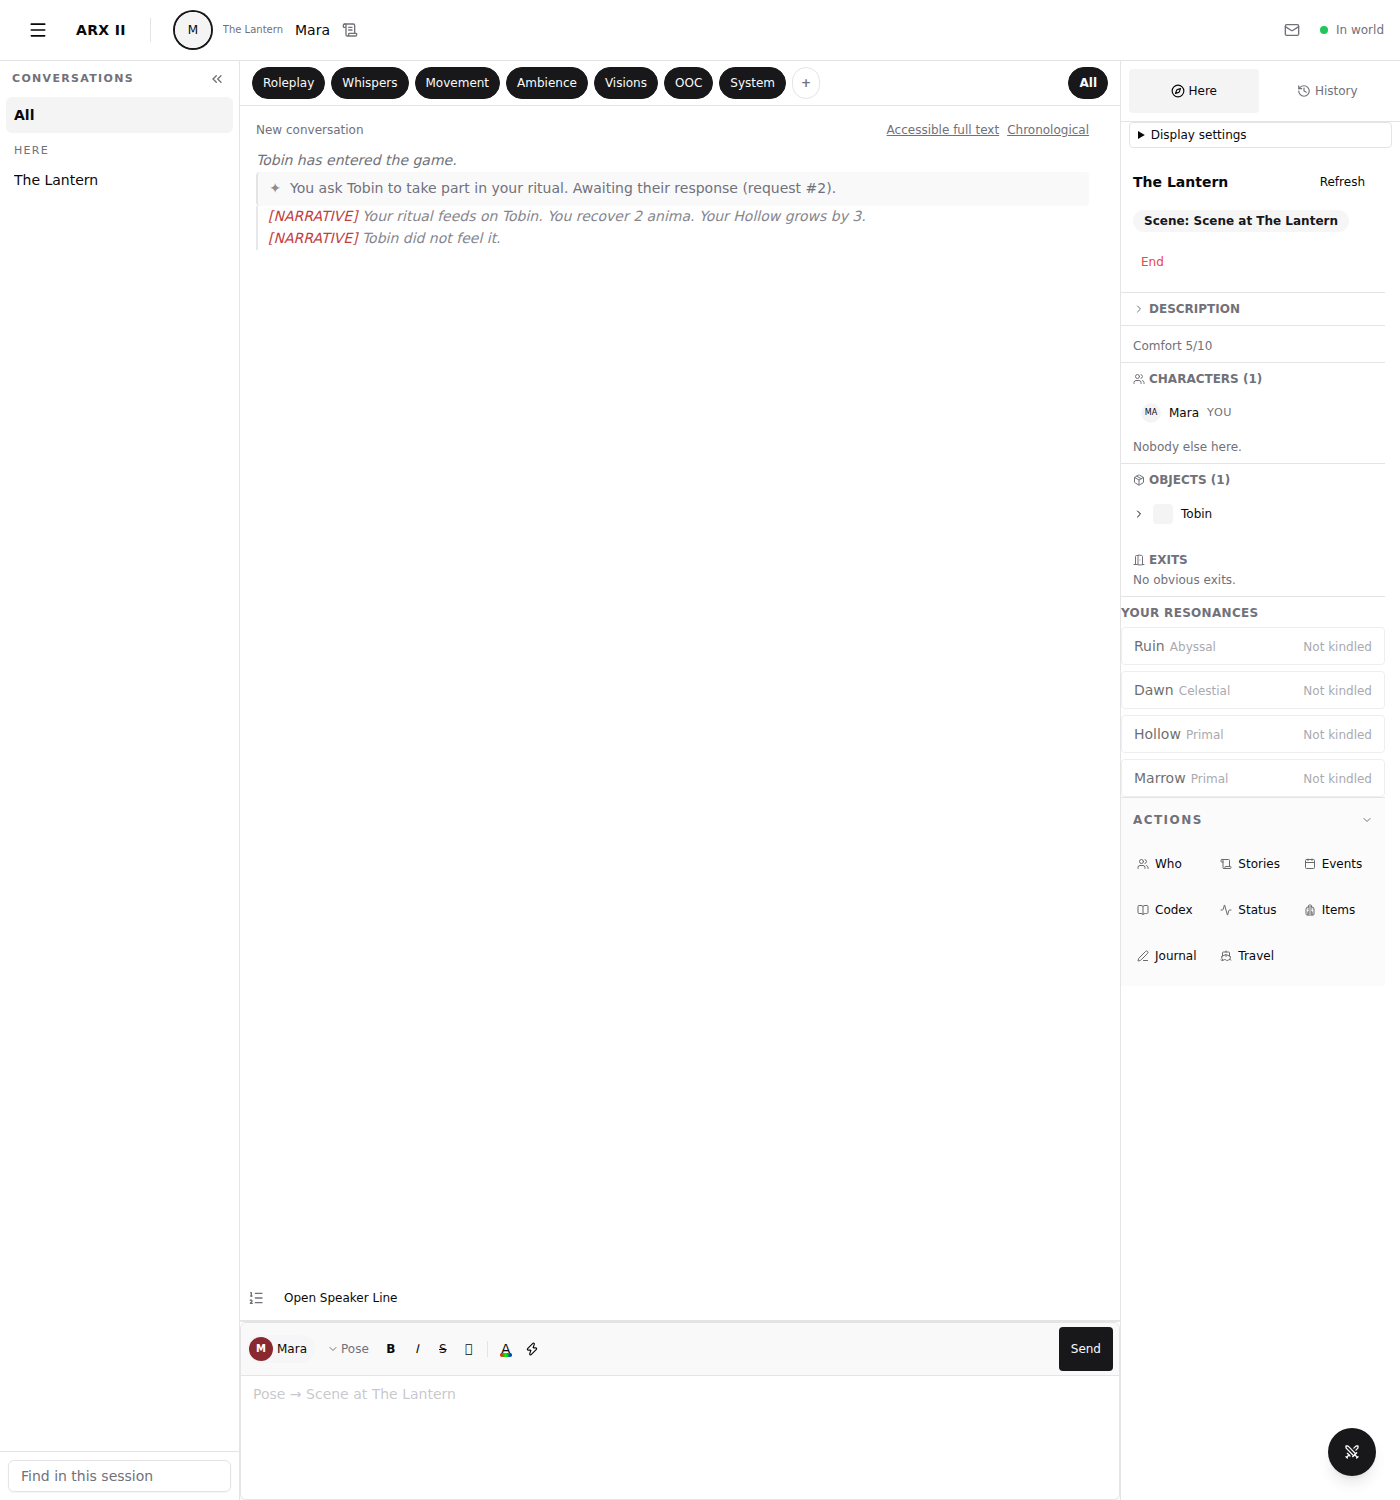 ARX II
M
The Lantern
Mara
In world
CONVERSATIONS
All
HERE
The Lantern
Find in this session
Roleplay
Whispers
Movement
Ambience
Visions
OOC
System
+
All
New conversation
Accessible full text
Chronological
Tobin has entered the game.
✦ You ask Tobin to take part in your ritual. Awaiting their response (request #2).
[NARRATIVE] Your ritual feeds on Tobin. You recover 2 anima. Your Hollow grows by 3.
[NARRATIVE] Tobin did not feel it.
Open Speaker Line
M
Mara
Pose
B
I
S
A
Send
Pose → Scene at The Lantern
Here
History
Display settings
The Lantern
Refresh
Scene: Scene at The Lantern
End
DESCRIPTION
Comfort 5/10
CHARACTERS (1)
MA
Mara YOU
Nobody else here.
OBJECTS (1)
Tobin
EXITS
No obvious exits.
YOUR RESONANCES
Ruin Abyssal Not kindled
Dawn Celestial Not kindled
Hollow Primal Not kindled
Marrow Primal Not kindled
ACTIONS
Who
Stories
Events
Codex
Status
Items
Journal
Travel